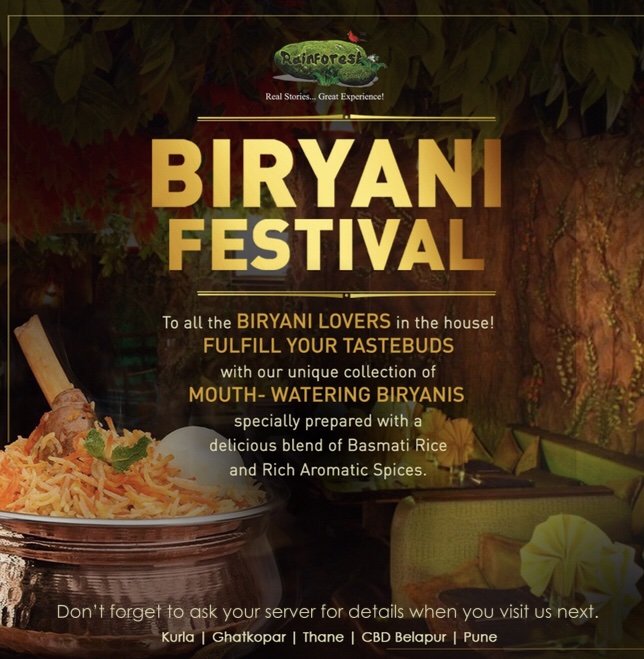 RainForest
Real Stories... Great Experience!
BIRYANI
FESTIVAL
To all the BIRYANI LOVERS in the house!
FULFILL YOUR TASTEBUDS
with our unique collection of
MOUTH- WATERING BIRYANIS
specially prepared with a
delicious blend of Basmati Rice
and Rich Aromatic Spices.
Don't forget to ask your server for details when you visit us next.
Kurla | Ghatkopar | Thane | CBD Belapur | Pune